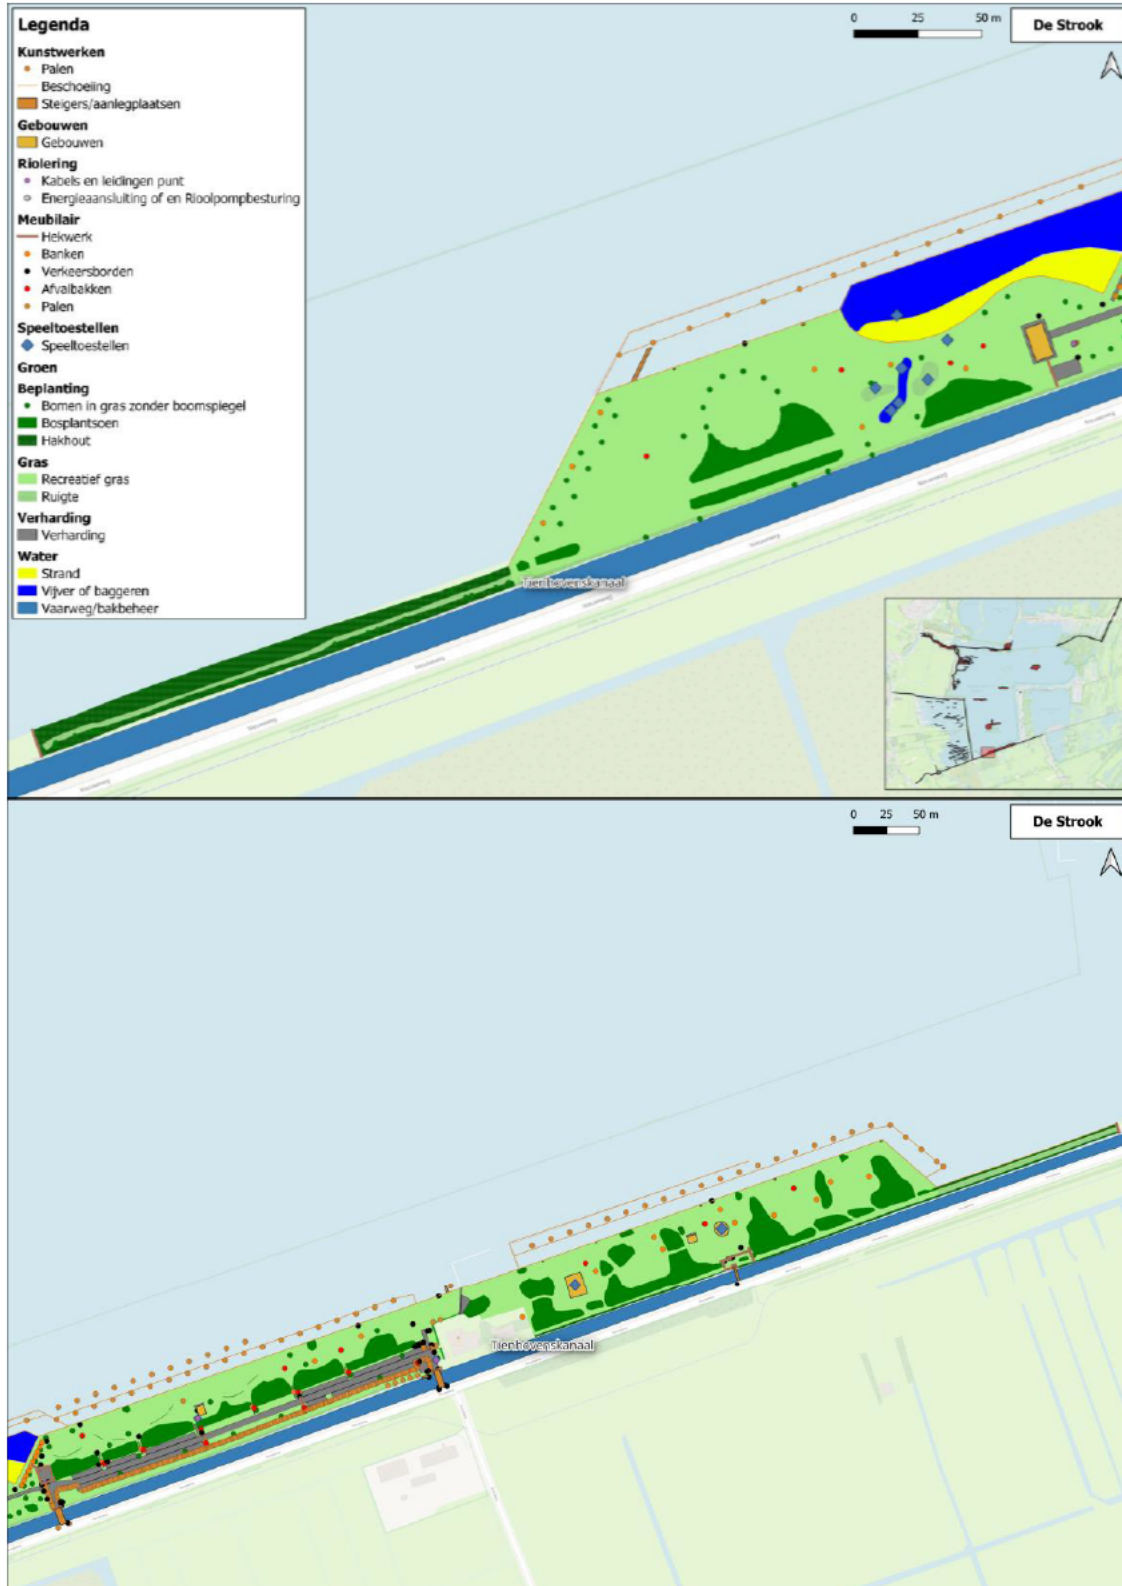 Legenda
Kunstwerken
Palen
Beschoeiing
Steigers/aanlegplaatsen
Gebouwen
Gebouwen
Riolering
Kabels en leidingen punt
Energieaansluiting of en Rioolpompbesturing
Meubilair
Hekwerk
Banken
Verkeersborden
Afvalbakken
Palen
Speeltoestellen
Speeltoestellen
Groen
Beplanting
Bomen in gras zonder boomspiegel
Bosplantsoen
Hakhout
Gras
Recreatief gras
Ruigte
Verharding
Verharding
Water
Strand
Vijver of baggeren
Vaarweg/bakbeheer
0 25 50 m
De Strook
Tienhovenskanaal
0 25 50 m
De Strook
Tienhovenskanaal